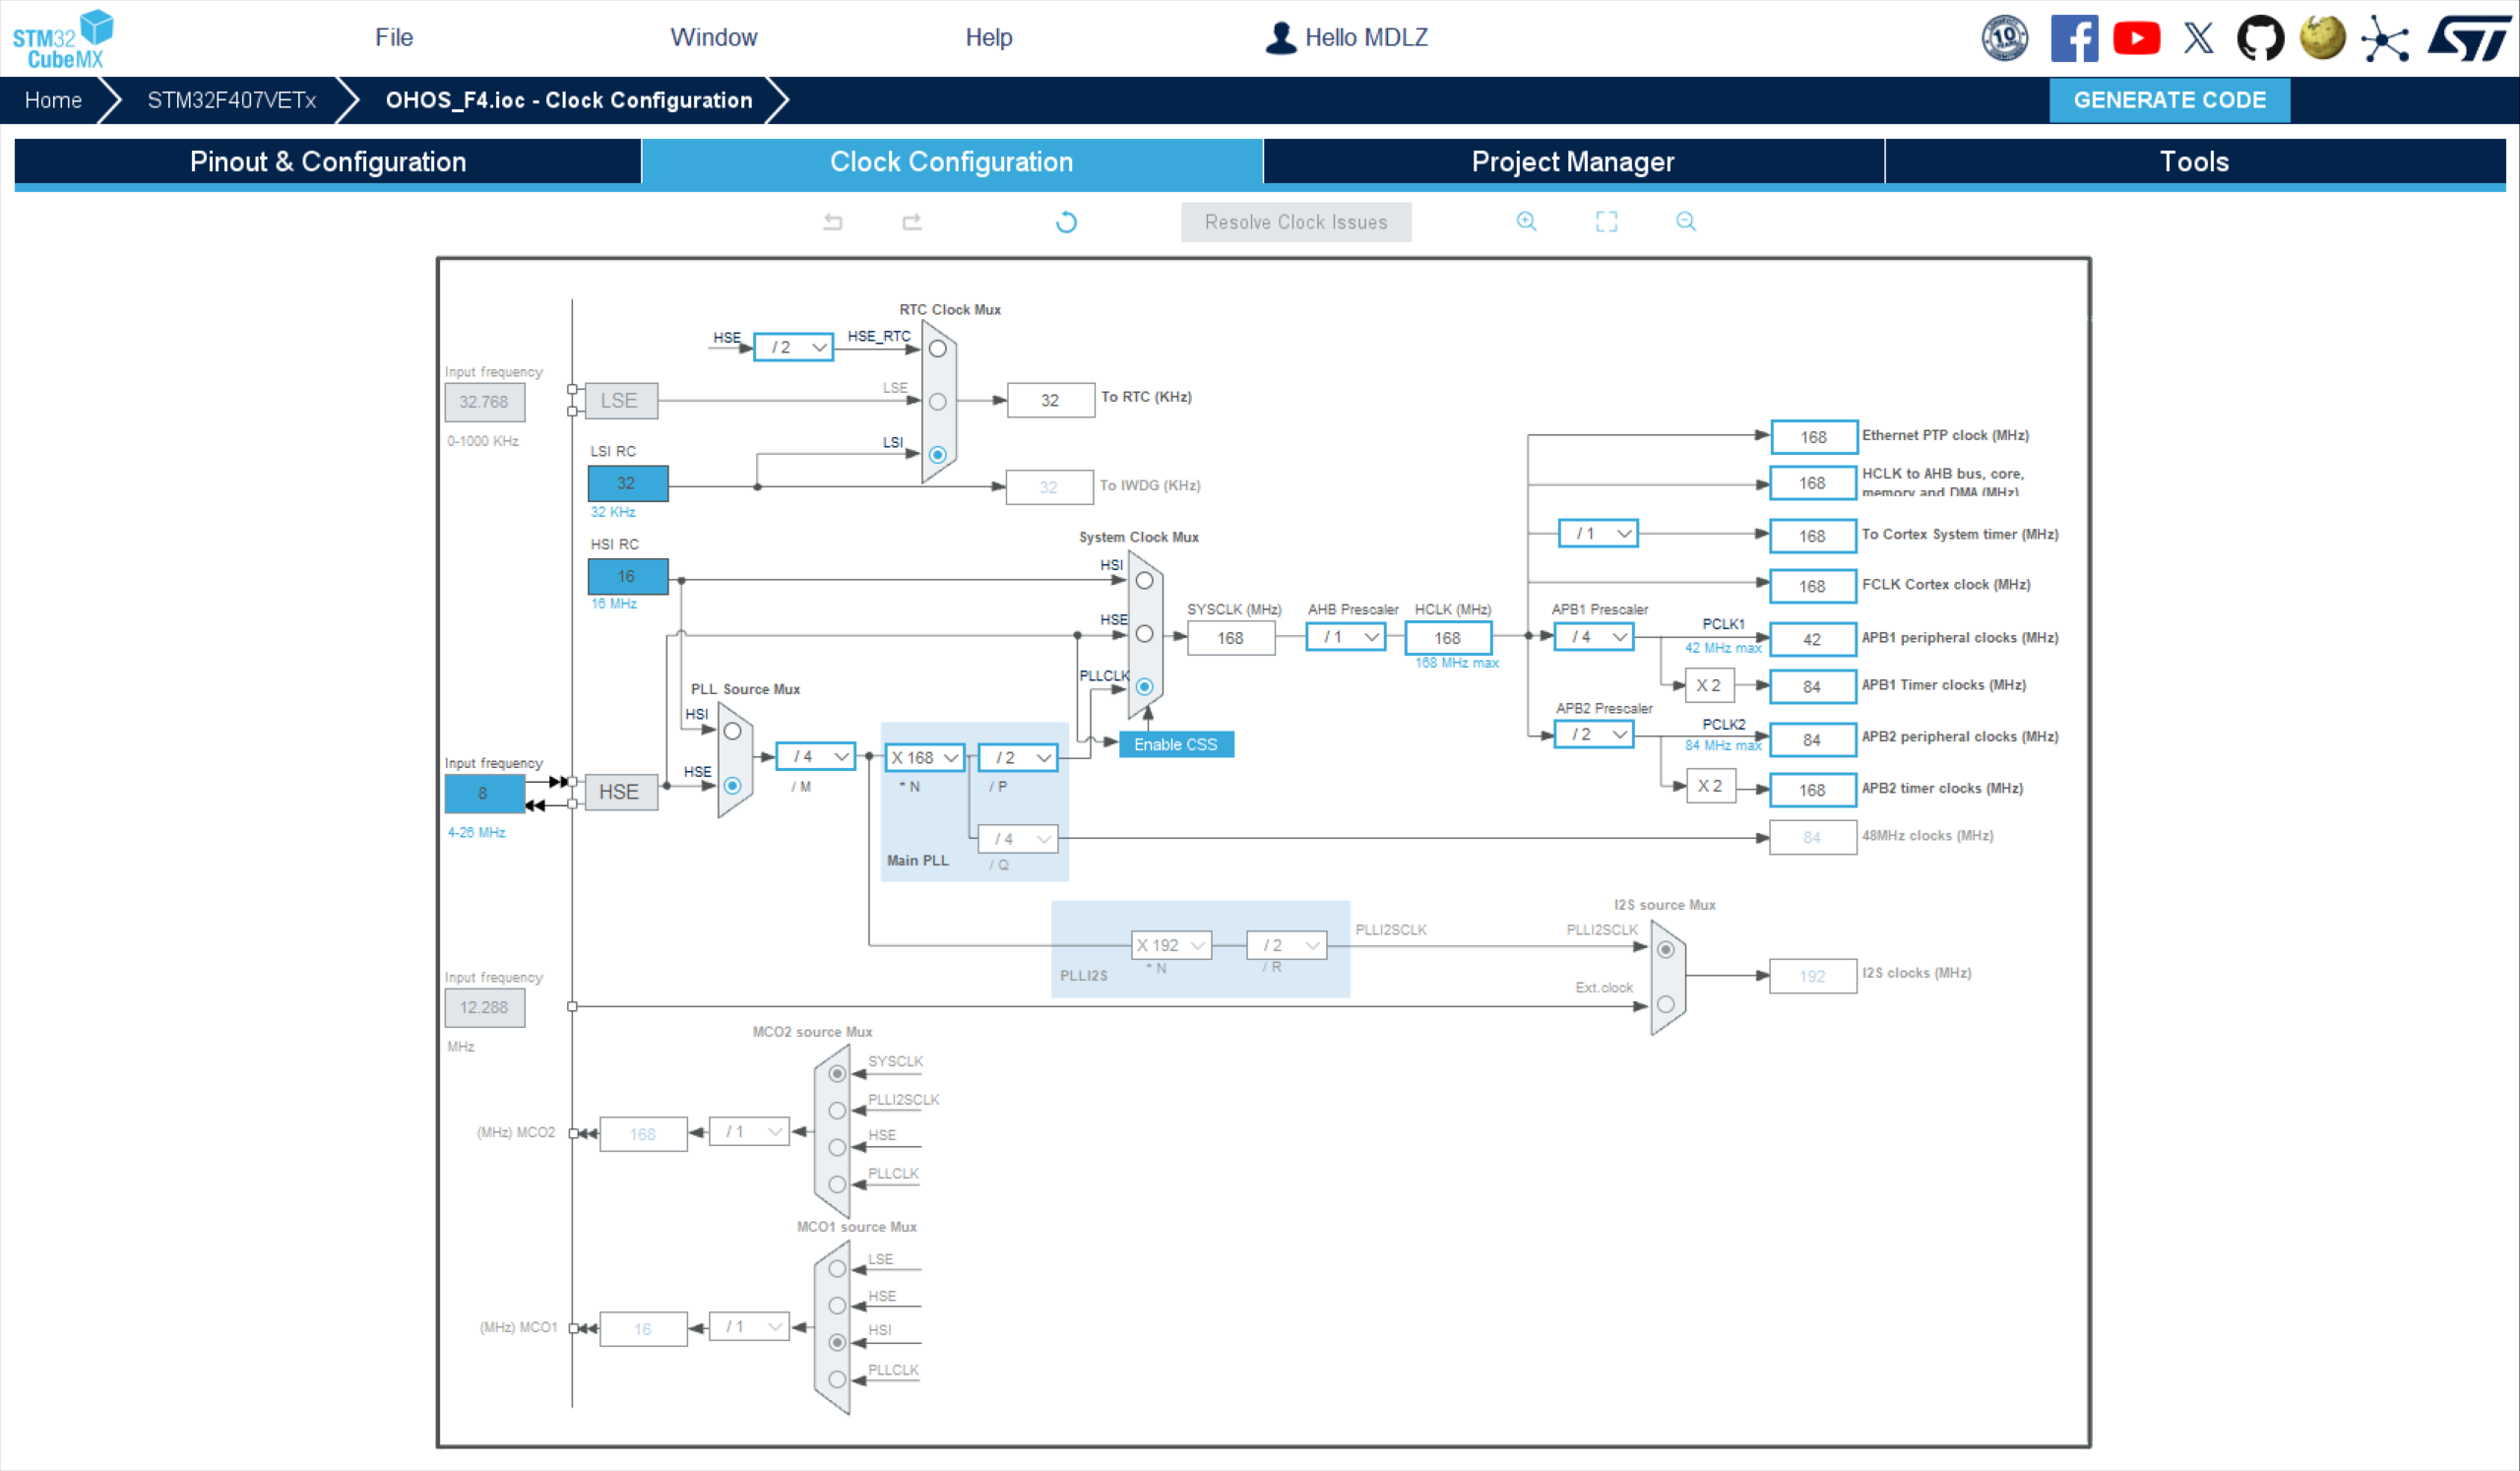 STM32
CubeMX
File
Window
Help
Hello MDLZ
10
YEARS
Home
STM32F407VETx
OHOS_F4.ioc - Clock Configuration
GENERATE CODE
Pinout & Configuration
Clock Configuration
Project Manager
Tools
Resolve Clock Issues
RTC Clock Mux
HSE
/ 2
HSE_RTC
Input frequency
32.768
0-1000 KHz
LSE
LSE
32
To RTC (KHz)
LSI RC
LSI
32
32 KHz
32
To IWDG (KHz)
168
Ethernet PTP clock (MHz)
168
HCLK to AHB bus, core,
memory and DMA (MHz)
/ 1
168
To Cortex System timer (MHz)
168
FCLK Cortex clock (MHz)
HSI RC
16
16 MHz
System Clock Mux
HSI
HSE
PLLCLK
SYSCLK (MHz)
168
AHB Prescaler
/ 1
HCLK (MHz)
168
168 MHz max
APB1 Prescaler
/ 4
PCLK1
42 MHz max
42
APB1 peripheral clocks (MHz)
X 2
84
APB1 Timer clocks (MHz)
APB2 Prescaler
/ 2
PCLK2
84 MHz max
84
APB2 peripheral clocks (MHz)
X 2
168
APB2 timer clocks (MHz)
PLL Source Mux
HSI
HSE
Input frequency
8
4-26 MHz
HSE
/ 4
/ M
X 168
* N
/ 2
/ P
Enable CSS
/ 4
/ Q
Main PLL
84
48MHz clocks (MHz)
X 192
* N
/ 2
/ R
PLLI2S
PLLI2SCLK
I2S source Mux
PLLI2SCLK
Ext.clock
192
I2S clocks (MHz)
Input frequency
12.288
MHz
MCO2 source Mux
SYSCLK
PLLI2SCLK
HSE
PLLCLK
(MHz) MCO2
168
/ 1
MCO1 source Mux
LSE
HSE
HSI
PLLCLK
(MHz) MCO1
16
/ 1